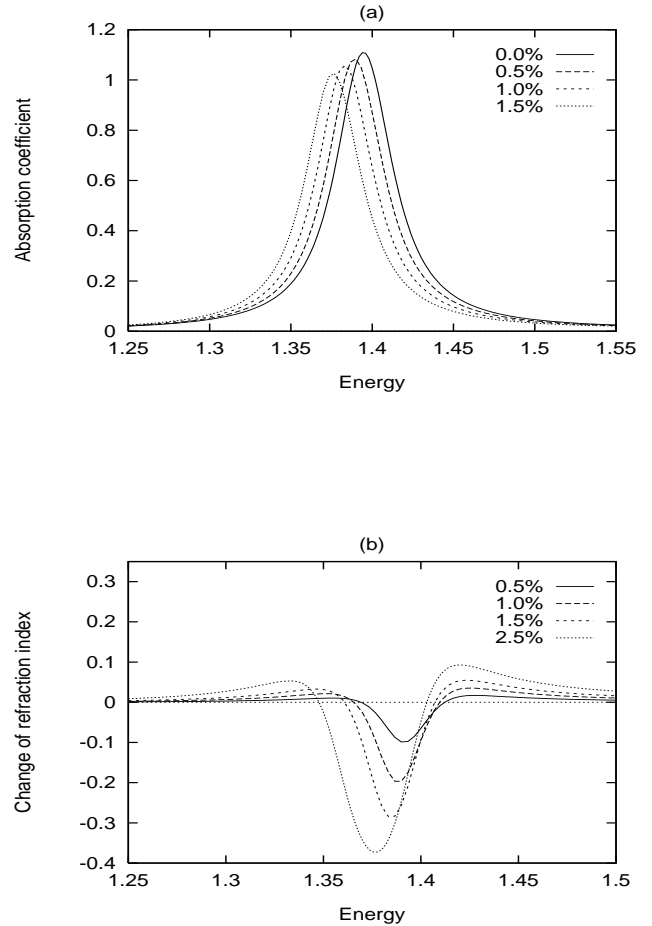 (a)
1.2
1
0.8
0.6
0.4
0.2
0
Absorption coefficient
0.0%
0.5%
1.0%
1.5%
1.25 1.3 1.35 1.4 1.45 1.5 1.55
Energy
(b)
0.3
0.2
0.1
0
-0.1
-0.2
-0.3
-0.4
Change of refraction index
0.5%
1.0%
1.5%
2.5%
1.25 1.3 1.35 1.4 1.45 1.5
Energy